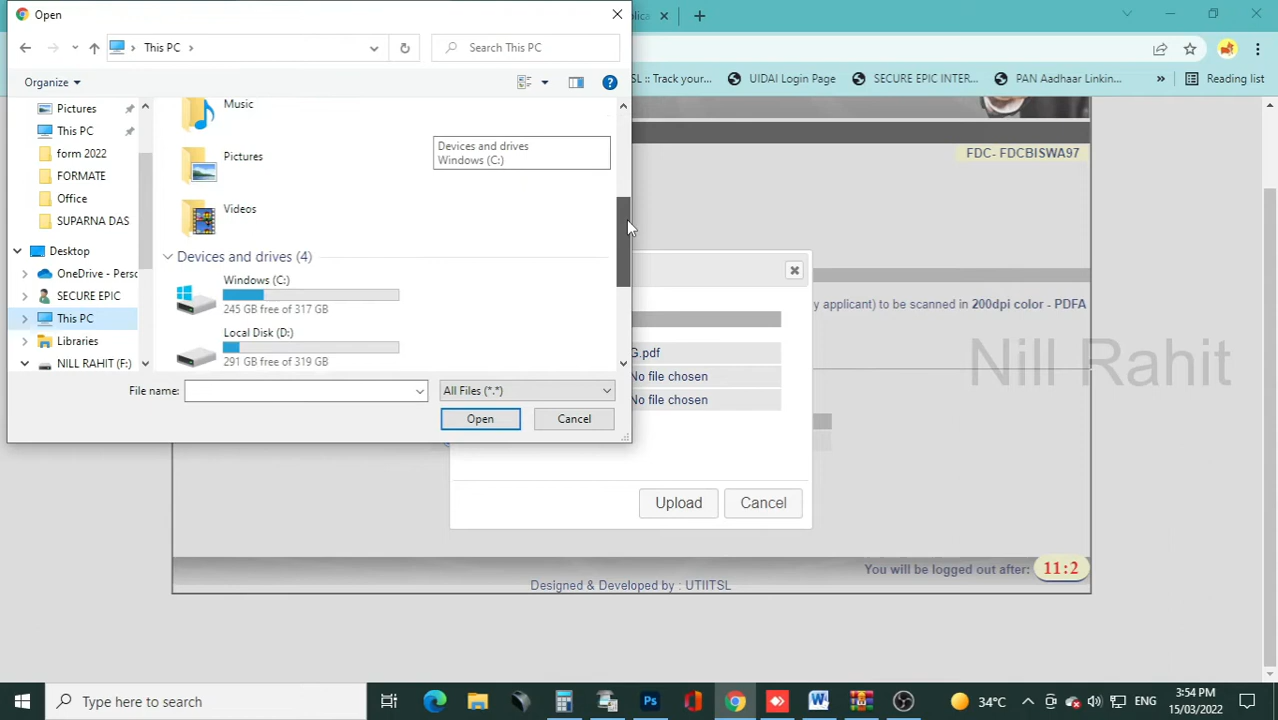 Open
This PC
Search This PC
Organize
Pictures
This PC
form 2022
FORMATE
Office
SUPARNA DAS
Desktop
OneDrive - Perso
SECURE EPIC
This PC
Libraries
NILL RAHIT (F:)
Music
Pictures
Videos
Devices and drives
Windows (C:)
Devices and drives (4)
Windows (C:)
245 GB free of 317 GB
Local Disk (D:)
291 GB free of 319 GB
File name:
All Files (*.*)
Open
Cancel
SL :: Track your...
UIDAI Login Page
SECURE EPIC INTER...
PAN Aadhaar Linkin...
»
Reading list
FDC- FDCBISWA97
y applicant) to be scanned in 200dpi color - PDFA
Nill Rahit
G.pdf
No file chosen
No file chosen
Upload
Cancel
You will be logged out after: 11:2
Designed & Developed by : UTIITSL
Type here to search
34°C
ENG
3:54 PM
15/03/2022